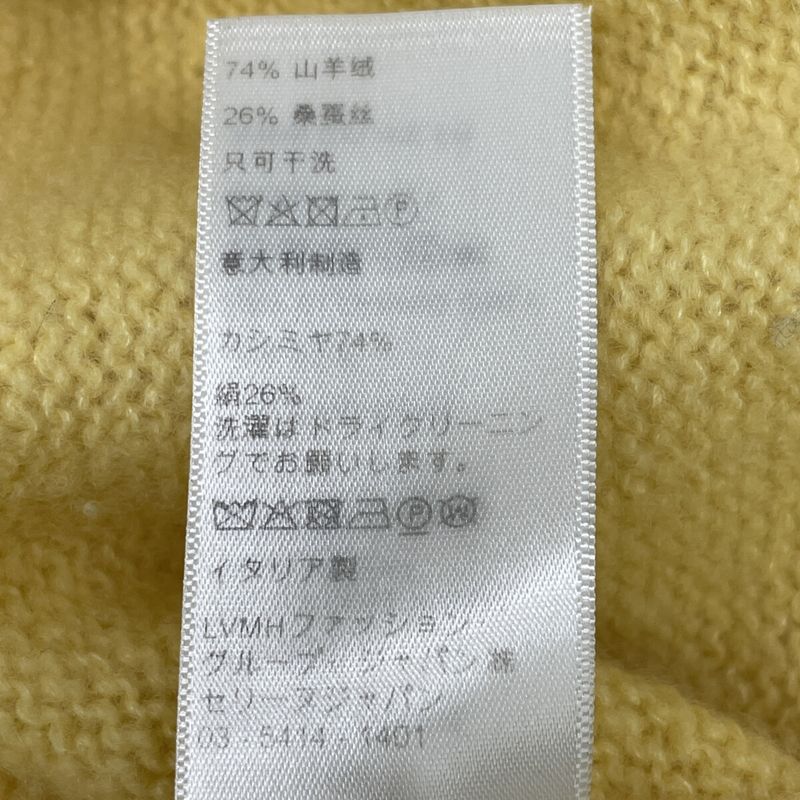 74% 山羊绒
26% 桑蚕丝
只可干洗
意大利制造
カシミヤ74%
絹26%
洗濯はドライクリーニン
グでお願いします。
イタリア製
LVMHファッション・
グループ・ジャパン株
セリーヌジャパン
03 - 5414 - 1401